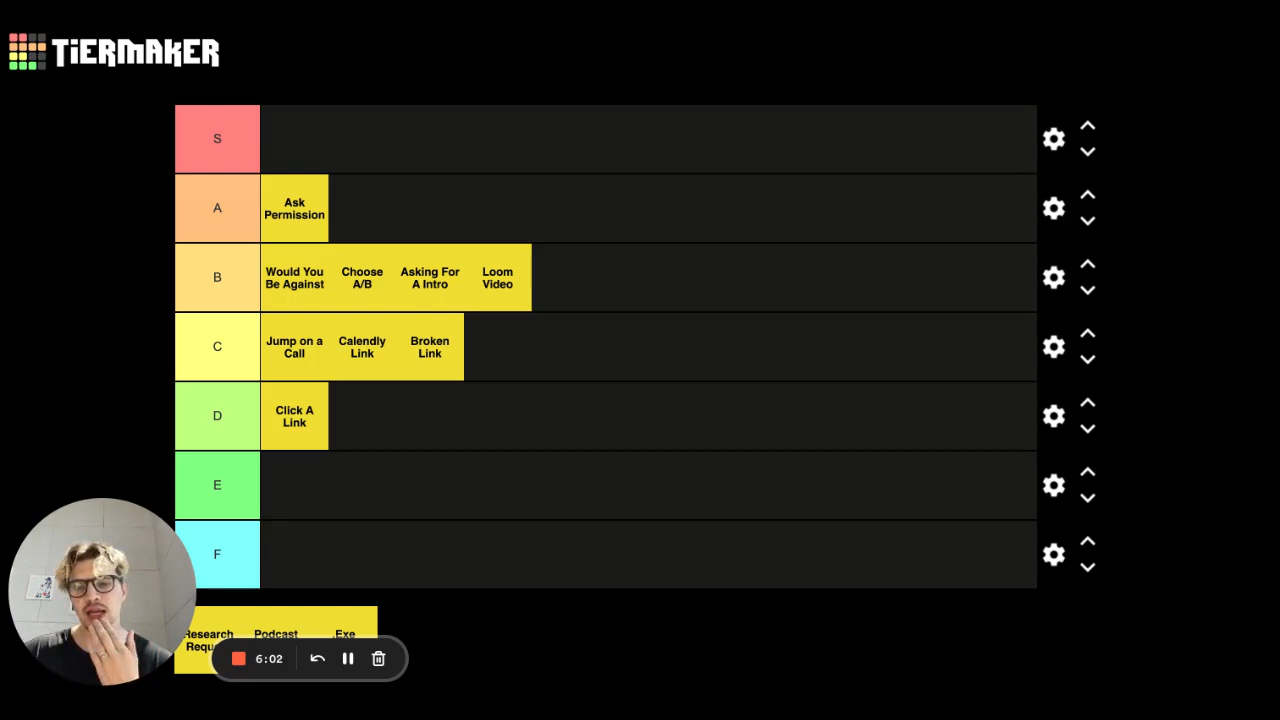 TiERMAKER
S
A
Ask
Permission
B
Would You
Be Against
Choose
A/B
Asking For
A Intro
Loom
Video
C
Jump on a
Call
Calendly
Link
Broken
Link
D
Click A
Link
E
F
Research
Podcast
.Exe
6:02